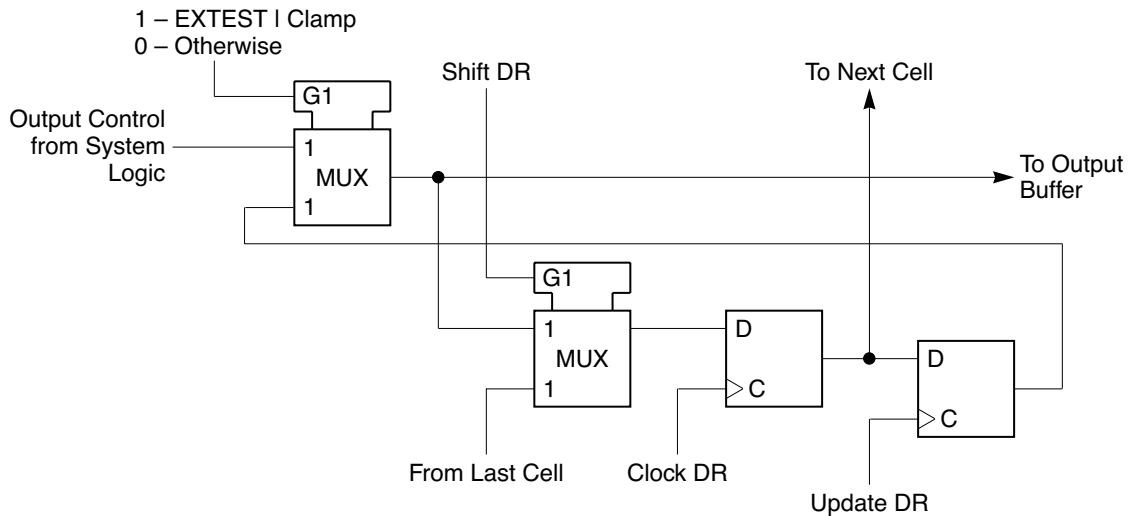 1 – EXTEST | Clamp
0 – Otherwise
Shift DR
To Next Cell
G1
Output Control
from System
Logic
1
MUX
1
To Output
Buffer
G1
1
MUX
1
D
C
D
C
From Last Cell
Clock DR
Update DR